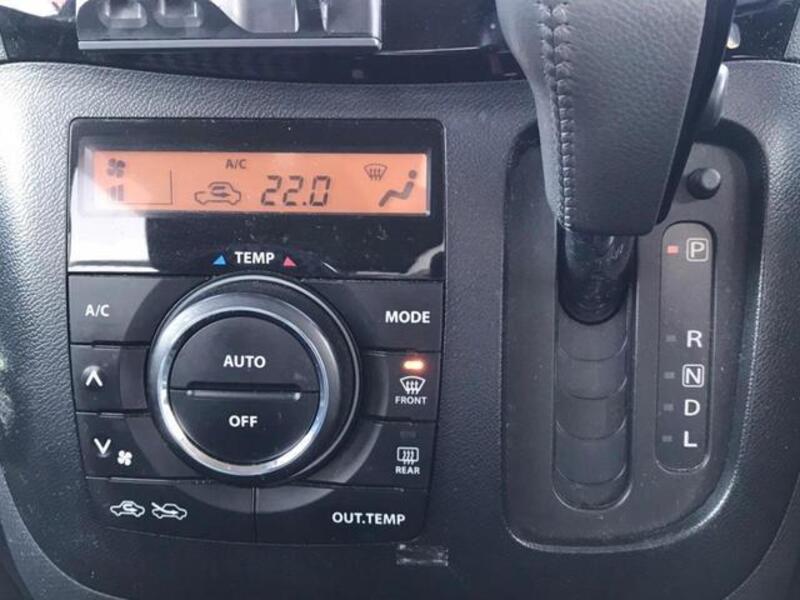 A/C
22.0
TEMP
A/C
MODE
AUTO
OFF
FRONT
REAR
OUT.TEMP
P
R
N
D
L